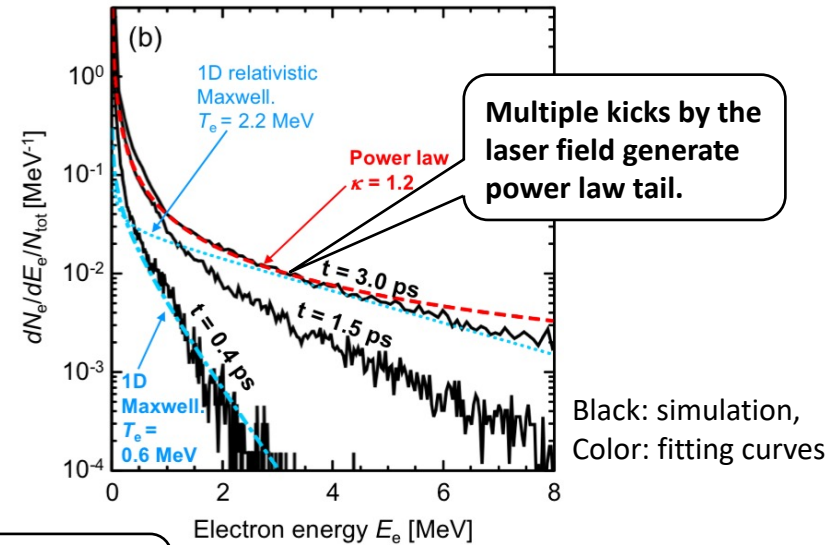 (b)
1D relativistic
Maxwell.
Tₑ = 2.2 MeV
Power law
κ = 1.2
Multiple kicks by the
laser field generate
power law tail.
t = 3.0 ps
t = 1.5 ps
t = 0.4 ps
1D
Maxwell.
Tₑ =
0.6 MeV
10⁰
10⁻¹
10⁻²
10⁻³
10⁻⁴
dNₑ/dEₑ/Nₜₒₜ [MeV⁻¹]
0 2 4 6 8
Electron energy Eₑ [MeV]
Black: simulation,
Color: fitting curves